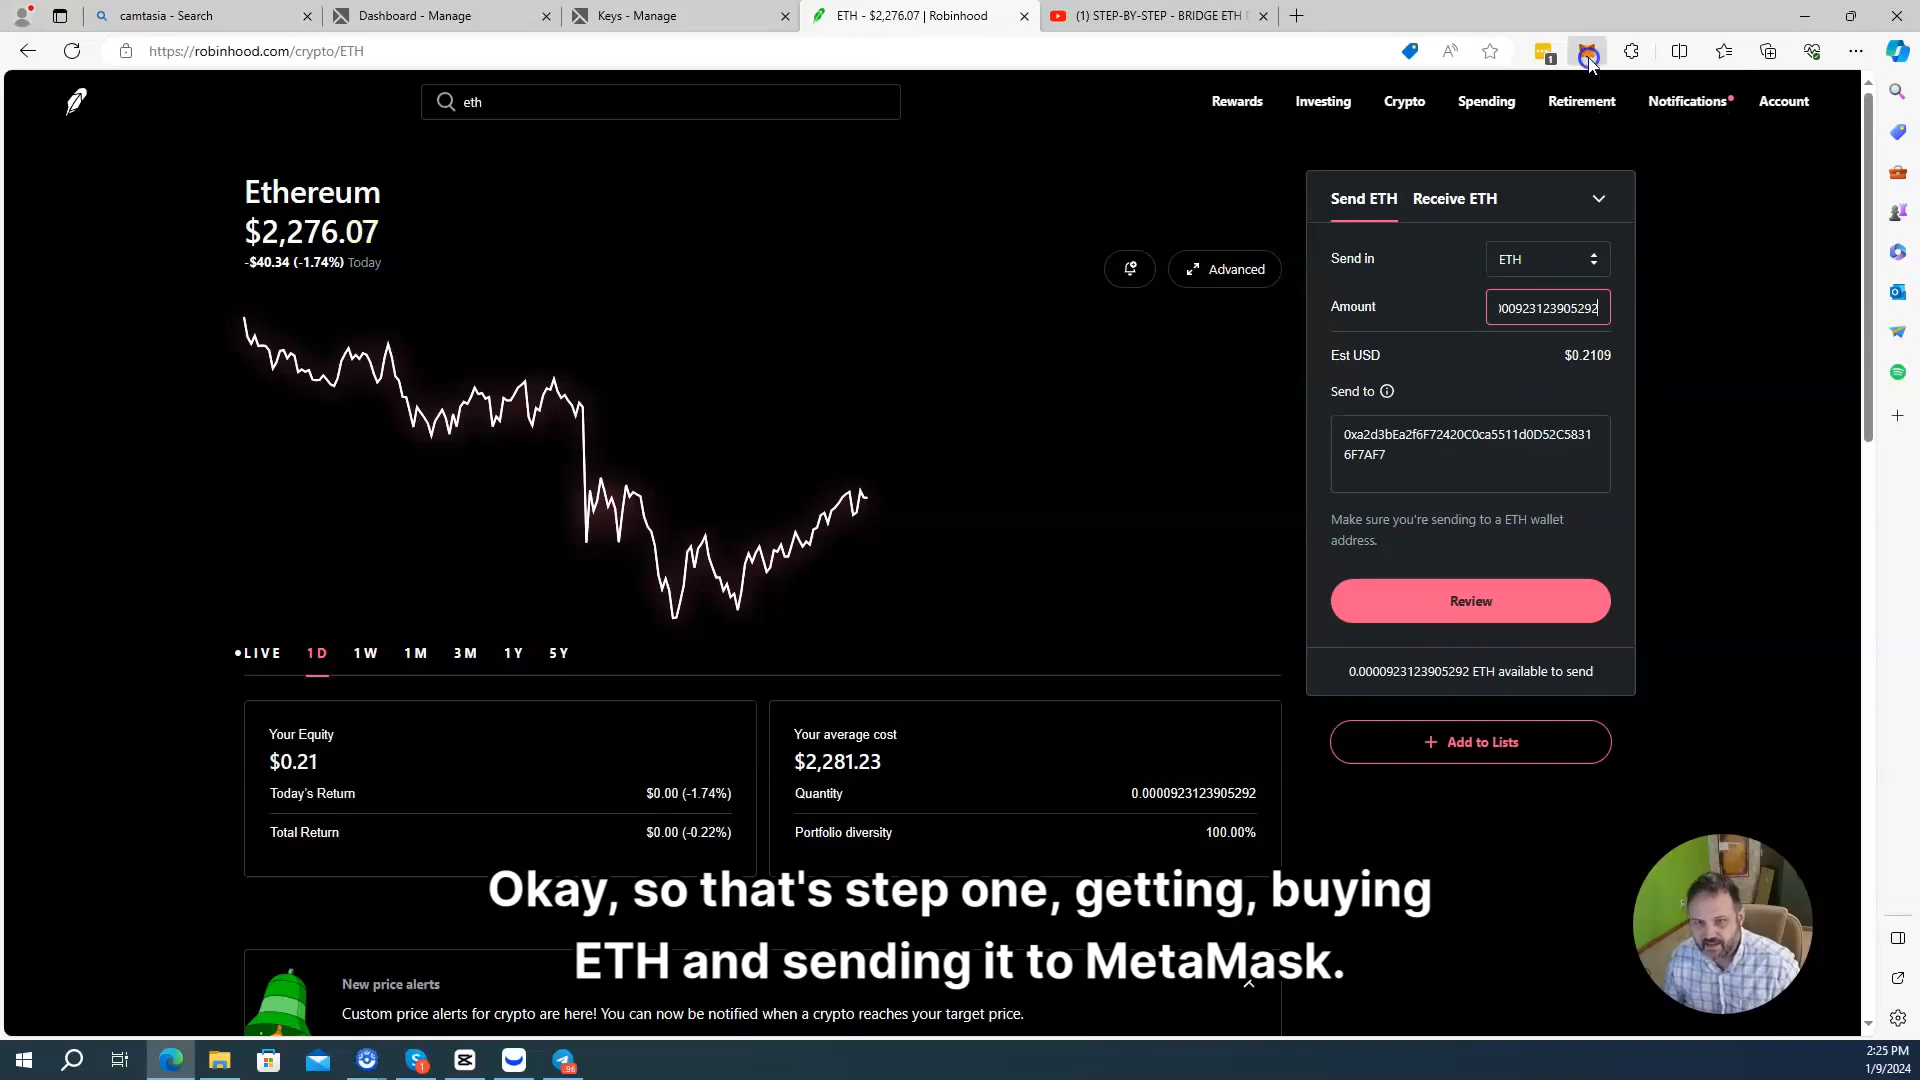 camtasia - Search
Dashboard - Manage
Keys - Manage
ETH - $2,276.07 | Robinhood
(1) STEP-BY-STEP - BRIDGE ETH
https://robinhood.com/crypto/ETH
1
eth
Rewards
Investing
Crypto
Spending
Retirement
Notifications
Account
Ethereum
$2,276.07
-$40.34 (-1.74%) Today
Advanced
Send ETH
Receive ETH
Send in
ETH
Amount
000923123905292
Est USD
$0.2109
Send to
0xa2d3bEa2f6F72420C0ca5511d0D52C5831
6F7AF7
Make sure you're sending to a ETH wallet
address.
Review
0.0000923123905292 ETH available to send
Add to Lists
LIVE
1D
1W
1M
3M
1Y
5Y
Your Equity
$0.21
Today's Return
$0.00 (-1.74%)
Total Return
$0.00 (-0.22%)
Your average cost
$2,281.23
Quantity
0.0000923123905292
Portfolio diversity
100.00%
Okay, so that's step one, getting, buying
ETH and sending it to MetaMask.
New price alerts
Custom price alerts for crypto are here! You can now be notified when a crypto reaches your target price.
1
96
2:25 PM
1/9/2024